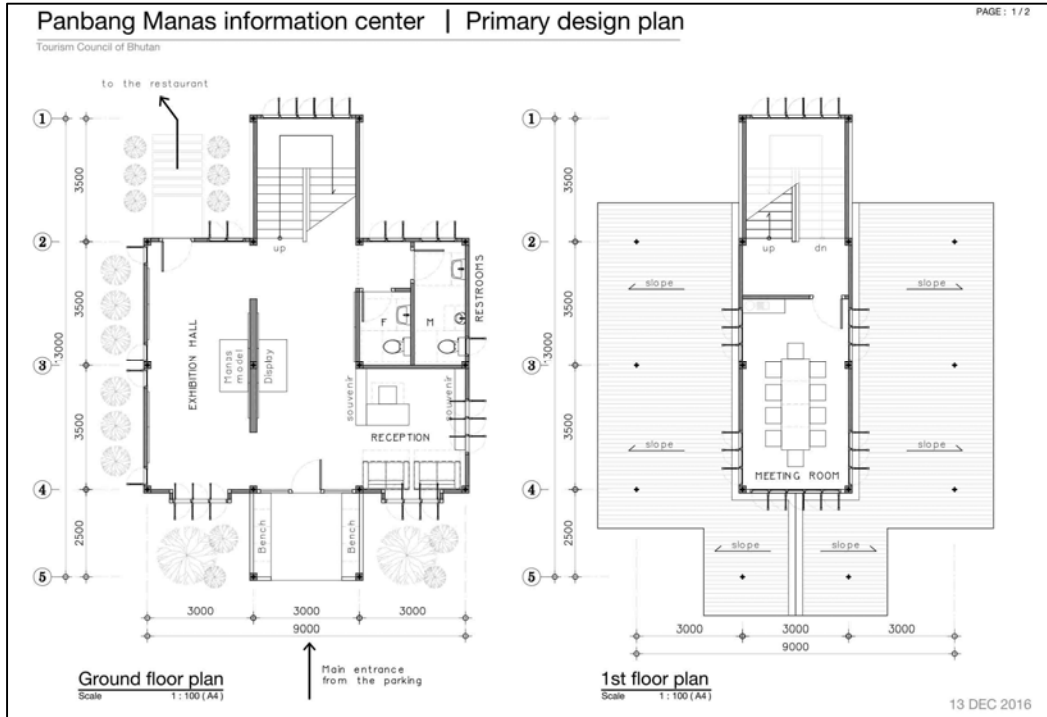 Panbang Manas information center | Primary design plan
PAGE : 1 / 2
Tourism Council of Bhutan
to the restaurant
1
2
3
4
5
3500
3500
3500
2500
13000
up
RESTROOMS
F
M
EXHIBITION HALL
Manas model
Display
souvenir
souvenir
RECEPTION
Bench
Bench
3000
3000
3000
9000
Main entrance
from the parking
Ground floor plan
Scale 1 : 100 ( A4 )
1
2
3
4
5
3500
3500
3500
2500
13000
up
dn
slope
slope
slope
slope
MEETING ROOM
slope
slope
3000
3000
3000
9000
1st floor plan
Scale 1 : 100 ( A4 )
13 DEC 2016